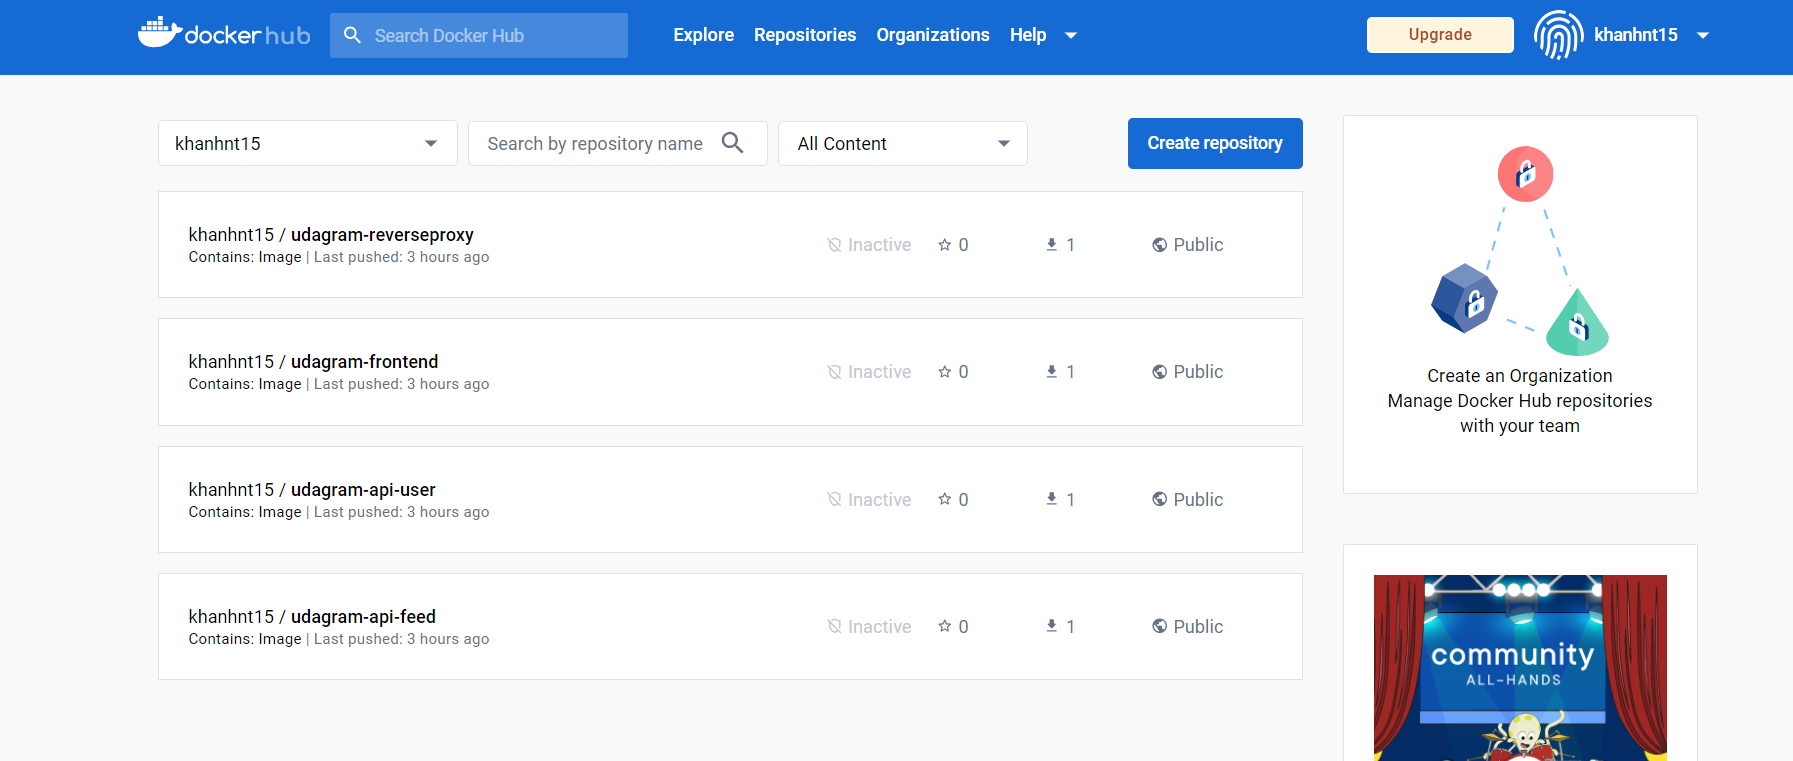 docker hub
Search Docker Hub
Explore
Repositories
Organizations
Help
Upgrade
khanhnt15
khanhnt15
Search by repository name
All Content
Create repository
khanhnt15 / udagram-reverseproxy
Contains: Image | Last pushed: 3 hours ago
Inactive
0
1
Public
khanhnt15 / udagram-frontend
Contains: Image | Last pushed: 3 hours ago
Inactive
0
1
Public
khanhnt15 / udagram-api-user
Contains: Image | Last pushed: 3 hours ago
Inactive
0
1
Public
khanhnt15 / udagram-api-feed
Contains: Image | Last pushed: 3 hours ago
Inactive
0
1
Public
Create an Organization
Manage Docker Hub repositories
with your team
community
ALL-HANDS